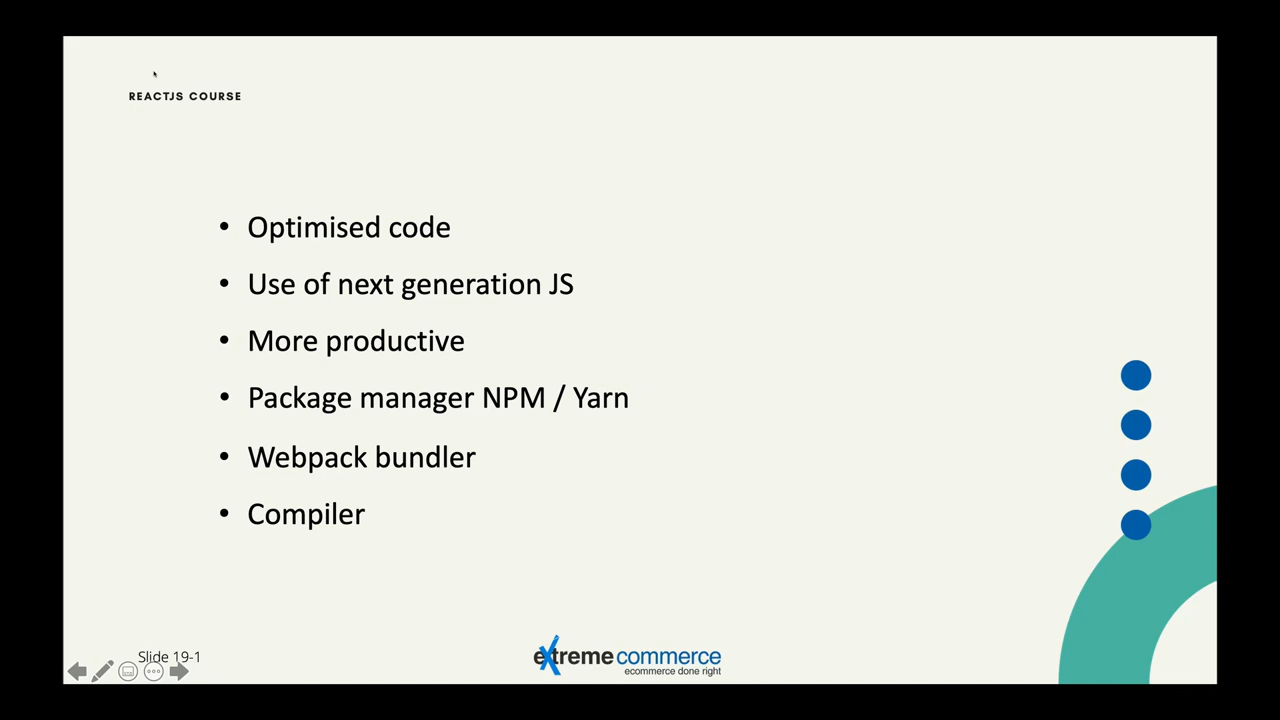 REACTJS COURSE
• Optimised code
• Use of next generation JS
• More productive
• Package manager NPM / Yarn
• Webpack bundler
• Compiler
Slide 19-1
extreme commerce
ecommerce done right